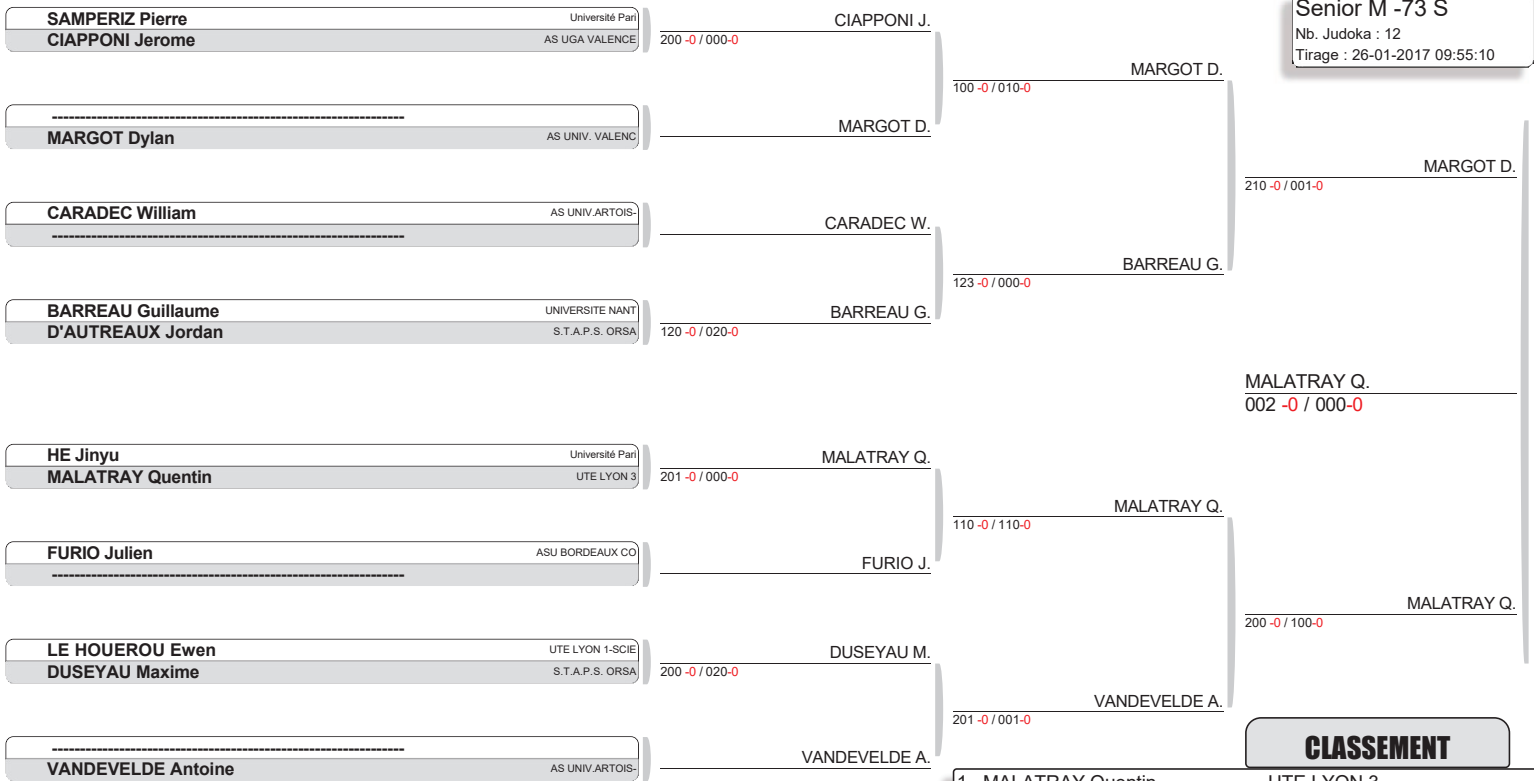 Senior M -73 S
Nb. Judoka : 12
Tirage : 26-01-2017 09:55:10
SAMPERIZ Pierre Université Pari
CIAPPONI Jerome AS UGA VALENCE
CIAPPONI J.
200 -0 / 000-0
MARGOT D.
100 -0 / 010-0
----------------------------------------------------------------
MARGOT Dylan AS UNIV. VALENC
MARGOT D.
MARGOT D.
210 -0 / 001-0
CARADEC William AS UNIV.ARTOIS-
----------------------------------------------------------------
CARADEC W.
BARREAU G.
123 -0 / 000-0
BARREAU Guillaume UNIVERSITE NANT
D'AUTREAUX Jordan S.T.A.P.S. ORSA
BARREAU G.
120 -0 / 020-0
MALATRAY Q.
002 -0 / 000-0
HE Jinyu Université Pari
MALATRAY Quentin UTE LYON 3
MALATRAY Q.
201 -0 / 000-0
MALATRAY Q.
110 -0 / 110-0
FURIO Julien ASU BORDEAUX CO
----------------------------------------------------------------
FURIO J.
MALATRAY Q.
200 -0 / 100-0
LE HOUEROU Ewen UTE LYON 1-SCIE
DUSEYAU Maxime S.T.A.P.S. ORSA
DUSEYAU M.
200 -0 / 020-0
VANDEVELDE A.
201 -0 / 001-0
----------------------------------------------------------------
VANDEVELDE Antoine AS UNIV.ARTOIS-
VANDEVELDE A.
CLASSEMENT
1 MALATRAY Quentin UTE LYON 3